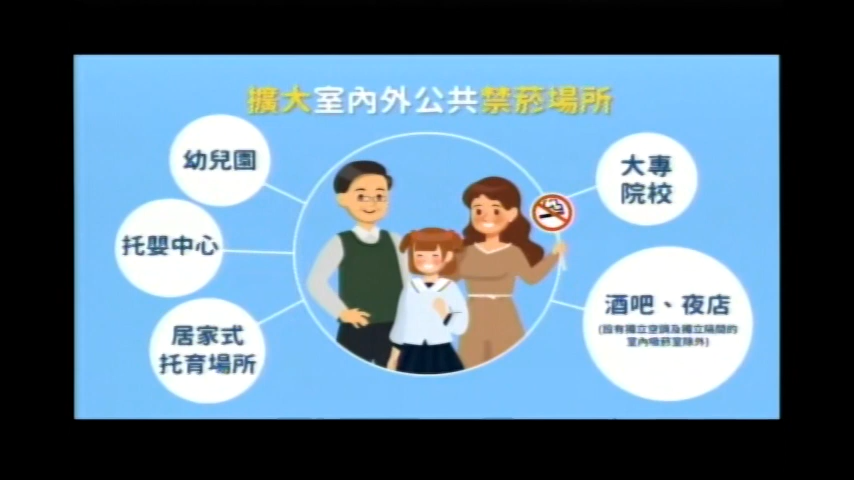 擴大室內外公共禁菸場所
幼兒園
托嬰中心
居家式
托育場所
大專
院校
酒吧、夜店
(設有獨立空調及獨立隔間的
室內吸菸室除外)